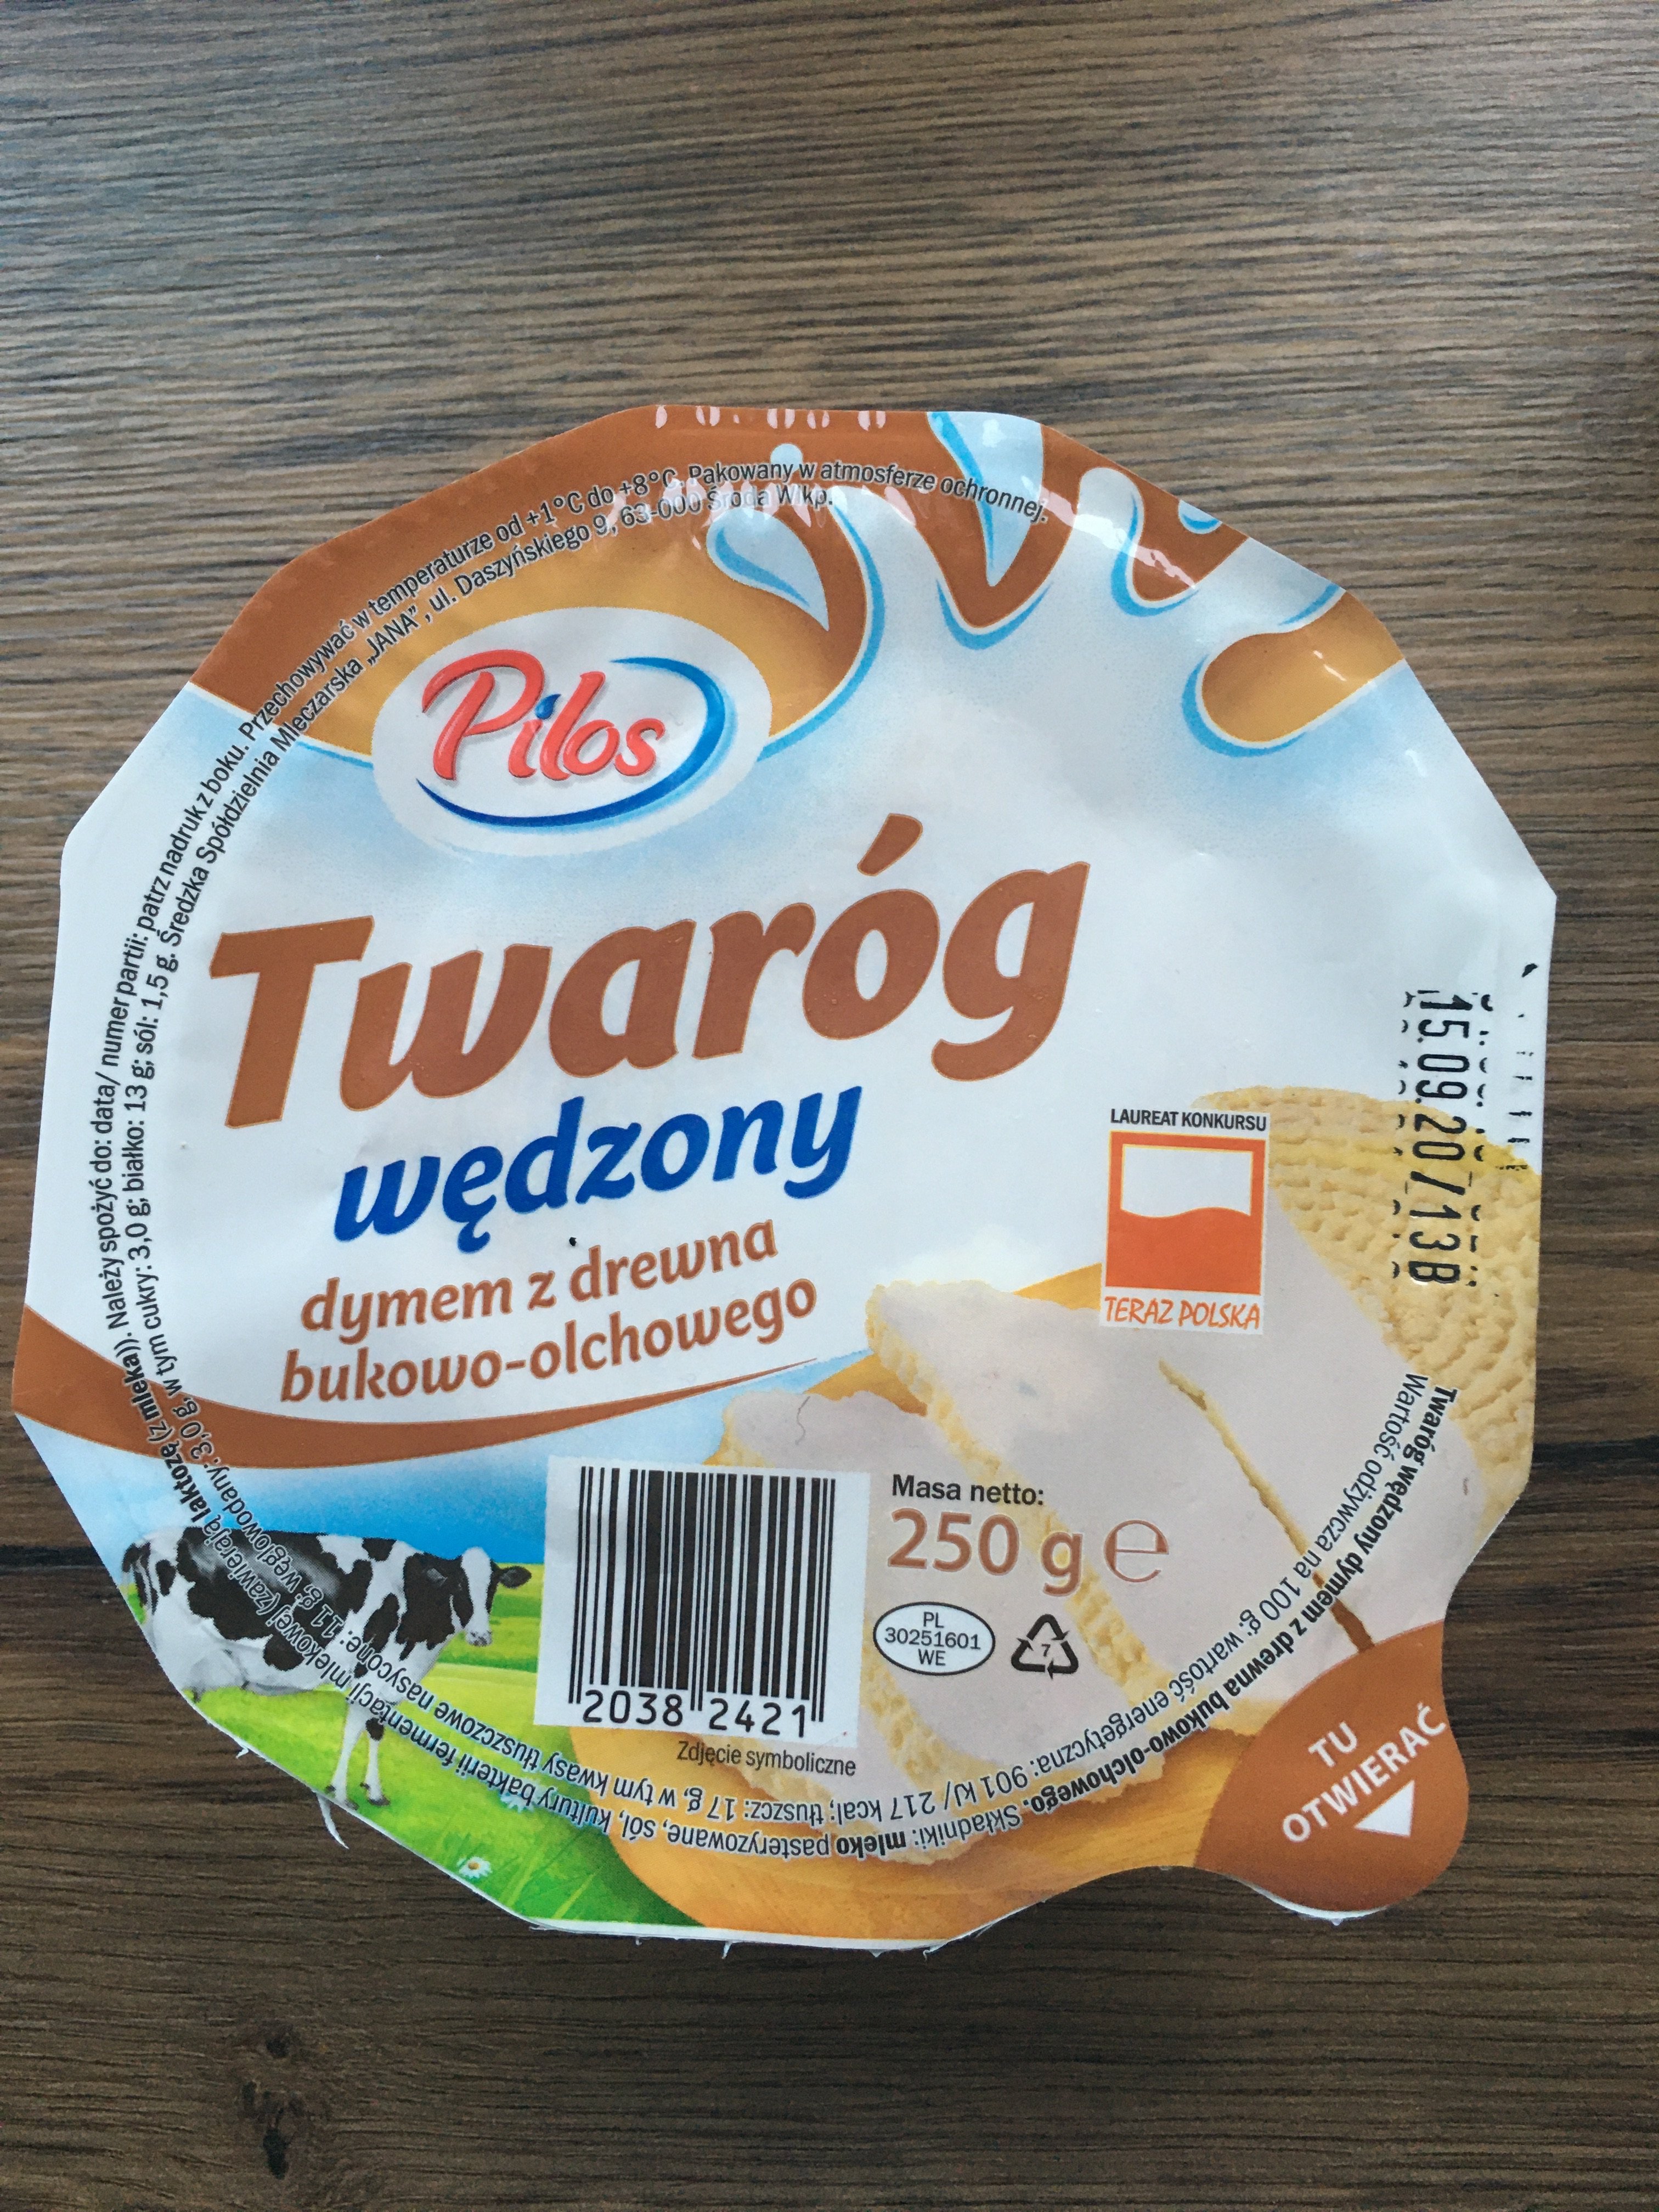 Przechowywać w temperaturze od +1°C do +8°C. Pakowany w atmosferze ochronnej.
Pilos
Twaróg
wędzony
dymem z drewna
bukowo-olchowego
LAUREAT KONKURSU
TERAZ POLSKA
15.09.20/13B
Masa netto:
250 g e
PL
30251601
WE
7
2038 2421
Zdjęcie symboliczne
TU
OTWIERAĆ
Twaróg wędzony dymem z drewna bukowo-olchowego. Składniki: mleko pasteryzowane, sól, kultury bakterii fermentacji mlekowej (zawierają laktozę (z mleka)). Należy spożyć do: data/ numer partii: patrz nadruk z boku.
Wartość odżywcza na 100 g: wartość energetyczna: 901 kJ/ 217 kcal; tłuszcz: 17 g, w tym kwasy tłuszczowe nasycone: 11 g; węglowodany: 3,0 g, w tym cukry: 3,0 g; białko: 13 g; sól: 1,5 g. Średzka Spółdzielnia Mleczarska „JANA”, ul. Daszyńskiego 9, 63-000 Środa Wlkp.